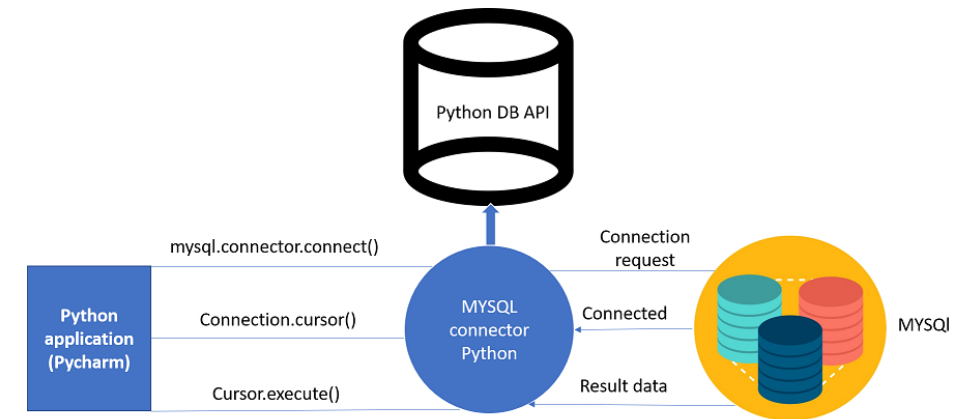 Python DB API
mysql.connector.connect()
Connection
request
Python
application
(Pycharm)
Connection.cursor()
MYSQL
connector
Python
Connected
MYSQl
Cursor.execute()
Result data